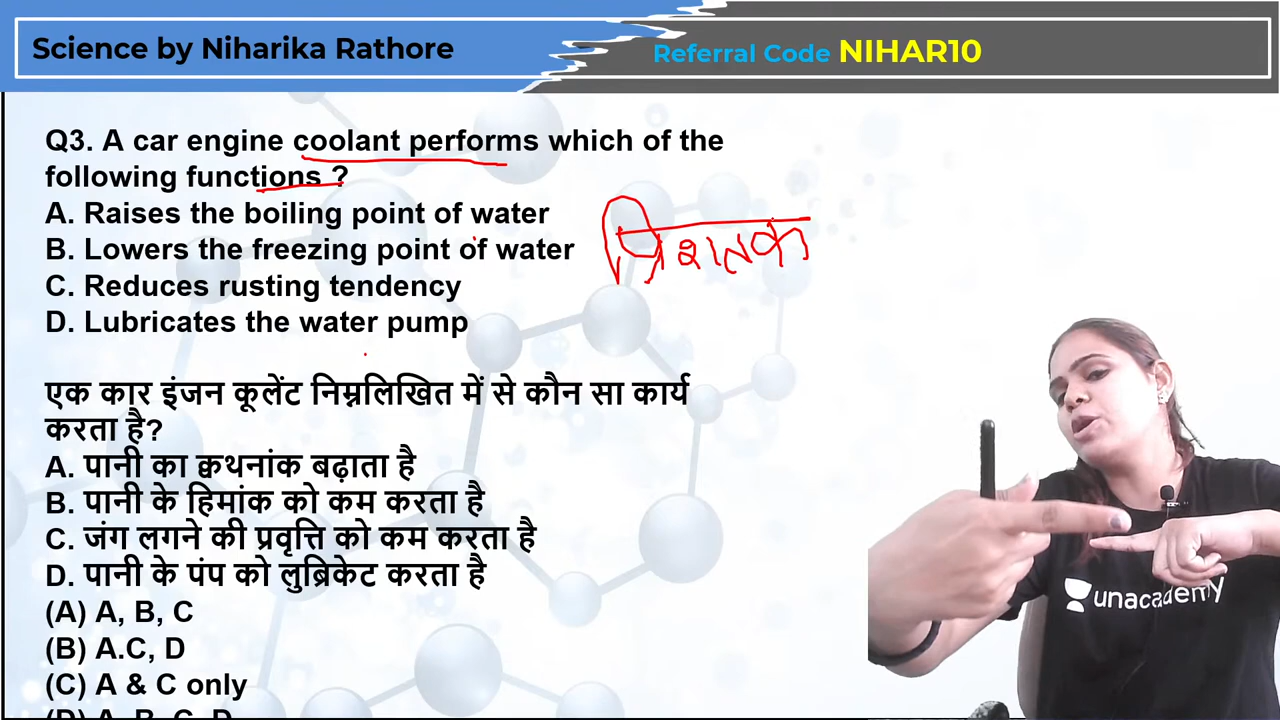 Science by Niharika Rathore
Referral Code NIHAR10
Q3. A car engine coolant performs which of the
following functions ?
A. Raises the boiling point of water
B. Lowers the freezing point of water
C. Reduces rusting tendency
D. Lubricates the water pump
एक कार इंजन कूलेंट निम्नलिखित में से कौन सा कार्य
करता है?
A. पानी का क्वथनांक बढ़ाता है
B. पानी के हिमांक को कम करता है
C. जंग लगने की प्रवृत्ति को कम करता है
D. पानी के पंप को लुब्रिकेट करता है
(A) A, B, C
(B) A.C, D
(C) A & C only
(D) A, B, C, D
unacademy